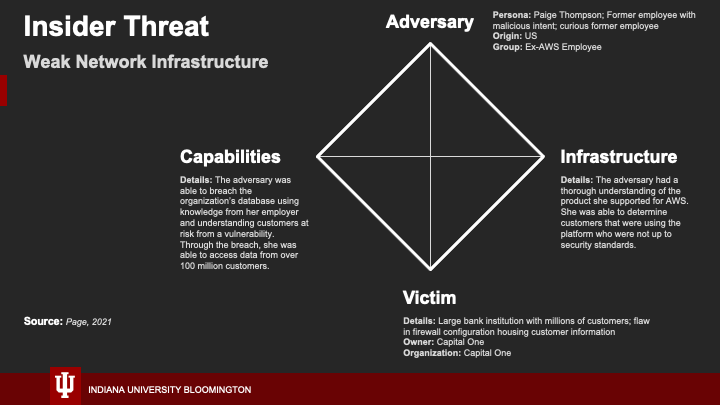 Insider Threat
Weak Network Infrastructure
Adversary
Persona: Paige Thompson; Former employee with
malicious intent; curious former employee
Origin: US
Group: Ex-AWS Employee
Capabilities
Details: The adversary was
able to breach the
organization's database using
knowledge from her employer
and understanding customers at
risk from a vulnerability.
Through the breach, she was
able to access data from over
100 million customers.
Infrastructure
Details: The adversary had a
thorough understanding of the
product she supported for AWS.
She was able to determine
customers that were using the
platform who were not up to
security standards.
Victim
Details: Large bank institution with millions of customers; flaw
in firewall configuration housing customer information
Owner: Capital One
Organization: Capital One
Source: Page, 2021
INDIANA UNIVERSITY BLOOMINGTON